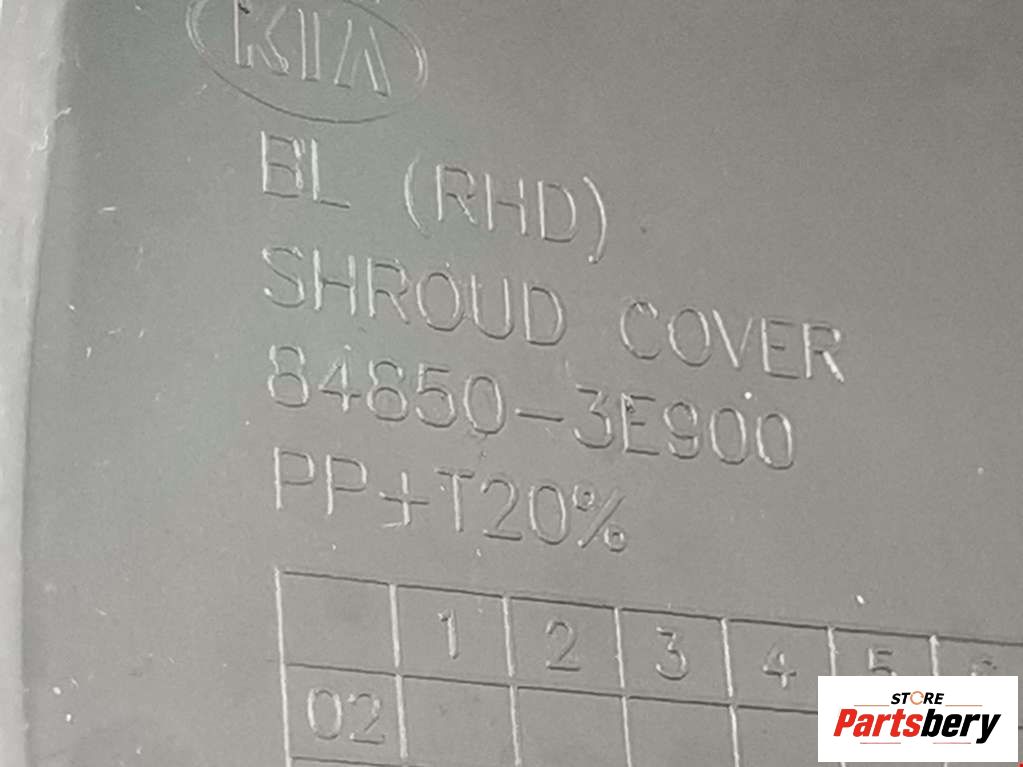 KIA
BL (RHD)
SHROUD COVER
84850-3E900
PP+T20%
1 2 3 4 5
02
STORE
Partsbery